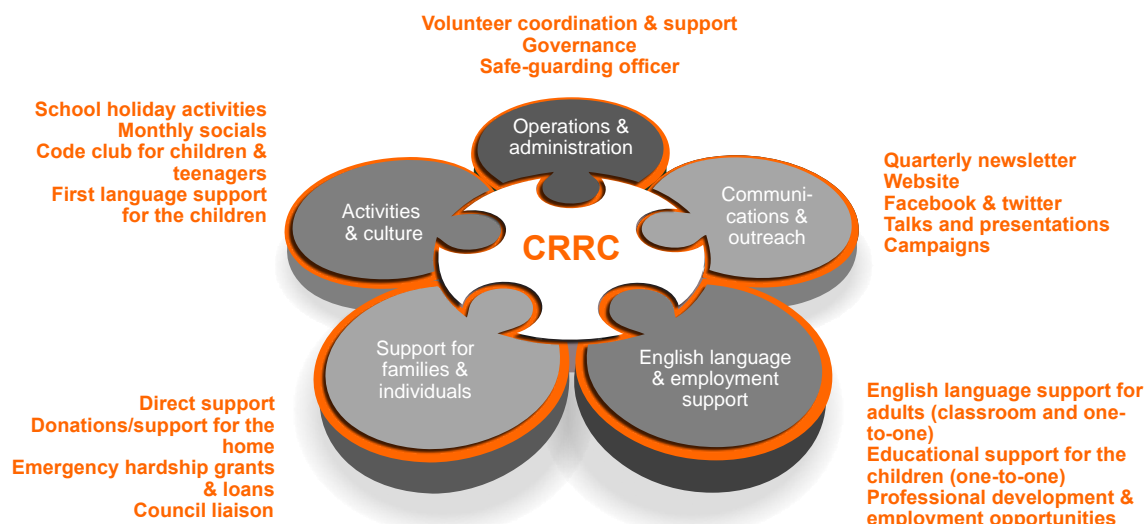 Volunteer coordination & support
Governance
Safe-guarding officer
School holiday activities
Monthly socials
Code club for children &
teenagers
First language support
for the children
Operations &
administration
Activities
& culture
Communi-
cations &
outreach
Quarterly newsletter
Website
Facebook & twitter
Talks and presentations
Campaigns
CRRC
Support for
families &
individuals
English language
& employment
support
Direct support
Donations/support for the
home
Emergency hardship grants
& loans
Council liaison
English language support for
adults (classroom and one-
to-one)
Educational support for the
children (one-to-one)
Professional development &
employment opportunities